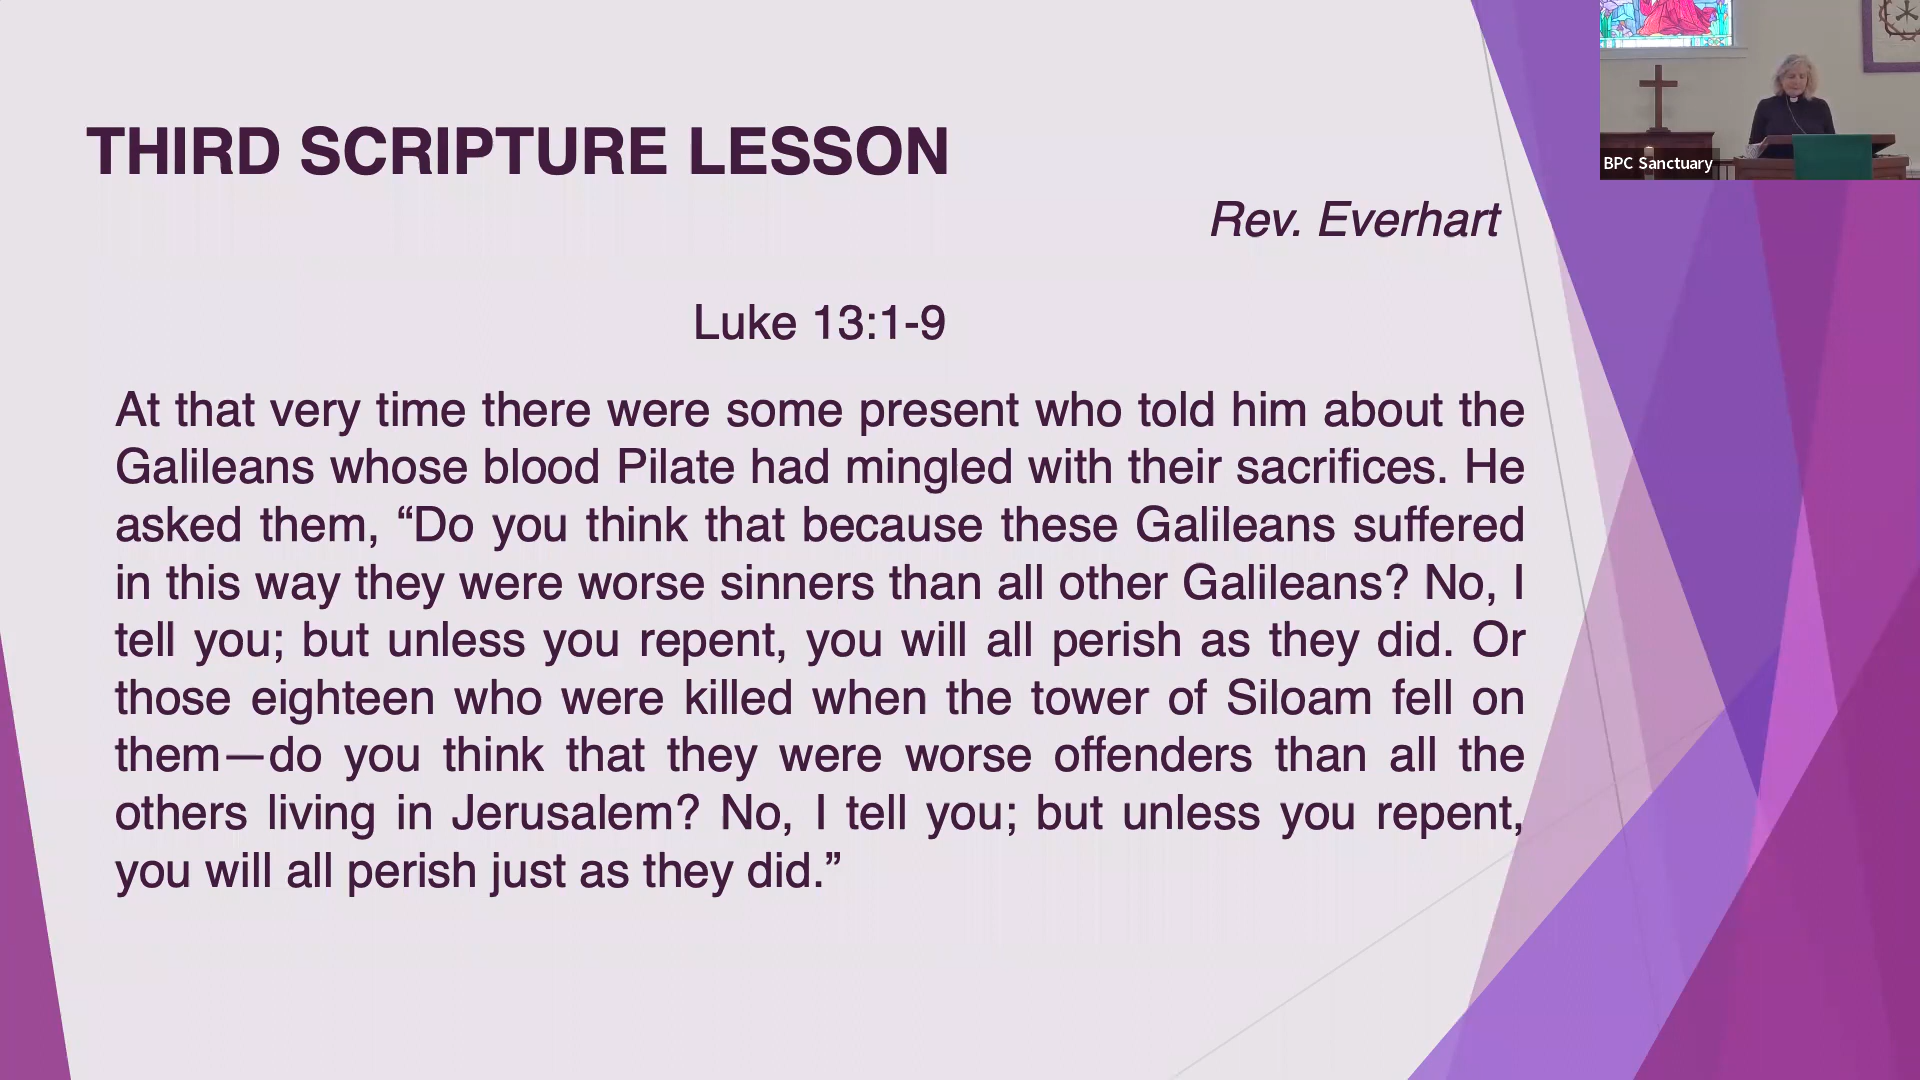 THIRD SCRIPTURE LESSON
Rev. Everhart
Luke 13:1-9
At that very time there were some present who told him about the
Galileans whose blood Pilate had mingled with their sacrifices. He
asked them, “Do you think that because these Galileans suffered
in this way they were worse sinners than all other Galileans? No, I
tell you; but unless you repent, you will all perish as they did. Or
those eighteen who were killed when the tower of Siloam fell on
them—do you think that they were worse offenders than all the
others living in Jerusalem? No, I tell you; but unless you repent,
you will all perish just as they did.”
BPC Sanctuary